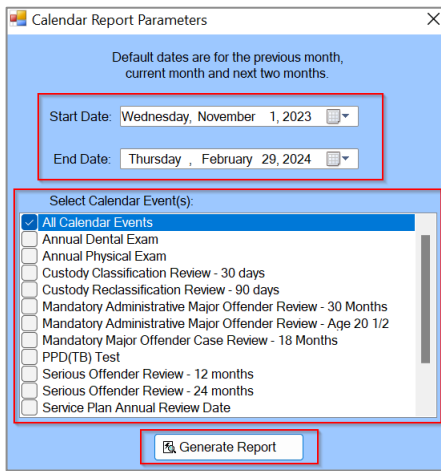 Calendar Report Parameters
Default dates are for the previous month,
current month and next two months.
Start Date: Wednesday, November 1, 2023
End Date: Thursday , February 29, 2024
Select Calendar Event(s):
All Calendar Events
Annual Dental Exam
Annual Physical Exam
Custody Classification Review - 30 days
Custody Reclassification Review - 90 days
Mandatory Administrative Major Offender Review - 30 Months
Mandatory Administrative Major Offender Review - Age 20 1/2
Mandatory Major Offender Case Review - 18 Months
PPD(TB) Test
Serious Offender Review - 12 months
Serious Offender Review - 24 months
Service Plan Annual Review Date
Generate Report